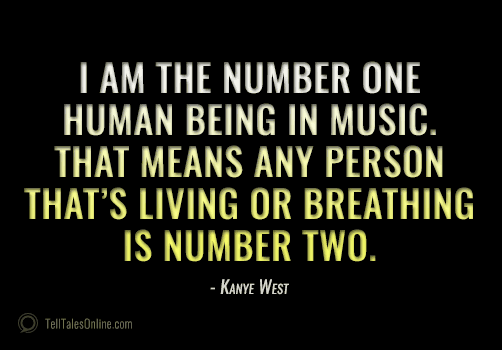 I AM THE NUMBER ONE
HUMAN BEING IN MUSIC.
THAT MEANS ANY PERSON
THAT'S LIVING OR BREATHING
IS NUMBER TWO.
- KANYE WEST
TellTalesOnline.com